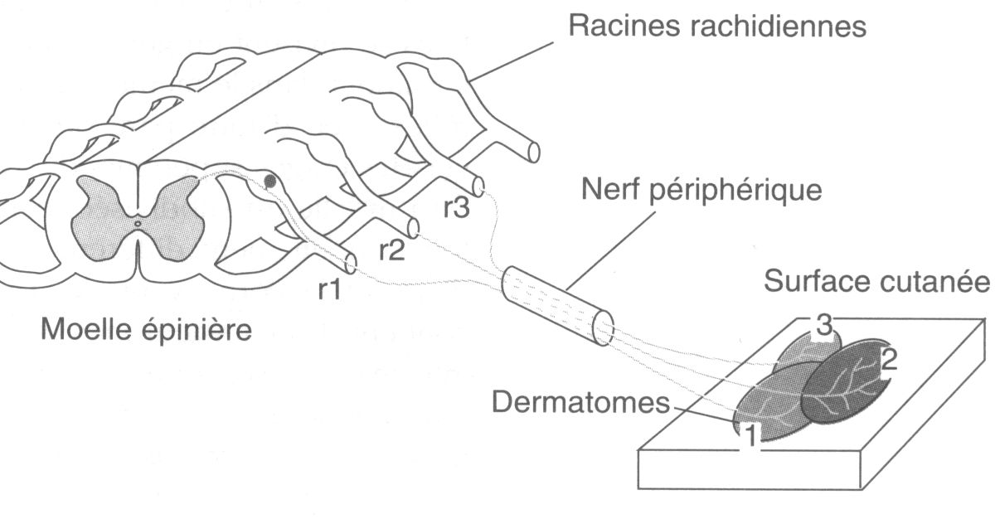 Racines rachidiennes
Nerf périphérique
r3
r2
r1
Surface cutanée
Moelle épinière
3
2
Dermatomes
1